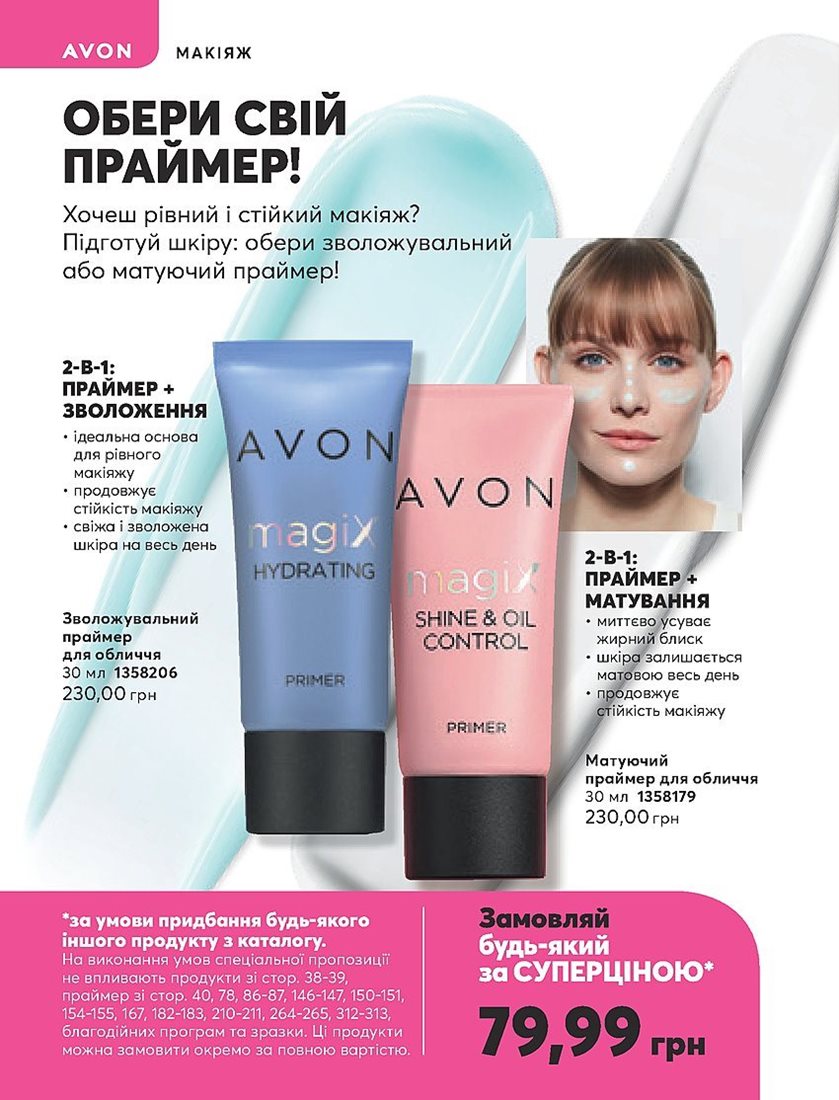 AVON
МАКІЯЖ
ОБЕРИ СВІЙ
ПРАЙМЕР!
Хочеш рівний і стійкий макіяж?
Підготуй шкіру: обери зволожувальний
або матуючий праймер!
2-В-1:
ПРАЙМЕР +
ЗВОЛОЖЕННЯ
• ідеальна основа
для рівного
макіяжу
• продовжує
стійкість макіяжу
• свіжа і зволожена
шкіра на весь день
Зволожувальний
праймер
для обличчя
30 мл 1358206
230,00 грн
AVON
magiX
HYDRATING
PRIMER
AVON
magiX
SHINE & OIL
CONTROL
PRIMER
2-В-1:
ПРАЙМЕР +
МАТУВАННЯ
• миттєво усуває
жирний блиск
• шкіра залишається
матовою весь день
• продовжує
стійкість макіяжу
Матуючий
праймер для обличчя
30 мл 1358179
230,00 грн
*за умови придбання будь-якого
іншого продукту з каталогу.
На виконання умов спеціальної пропозиції
не впливають продукти зі стор. 38-39,
праймер зі стор. 40, 78, 86-87, 146-147, 150-151,
154-155, 167, 182-183, 210-211, 264-265, 312-313,
благодійних програм та зразки. Ці продукти
можна замовити окремо за повною вартістю.
Замовляй
будь-який
за СУПЕРЦІНОЮ*
79,99 грн